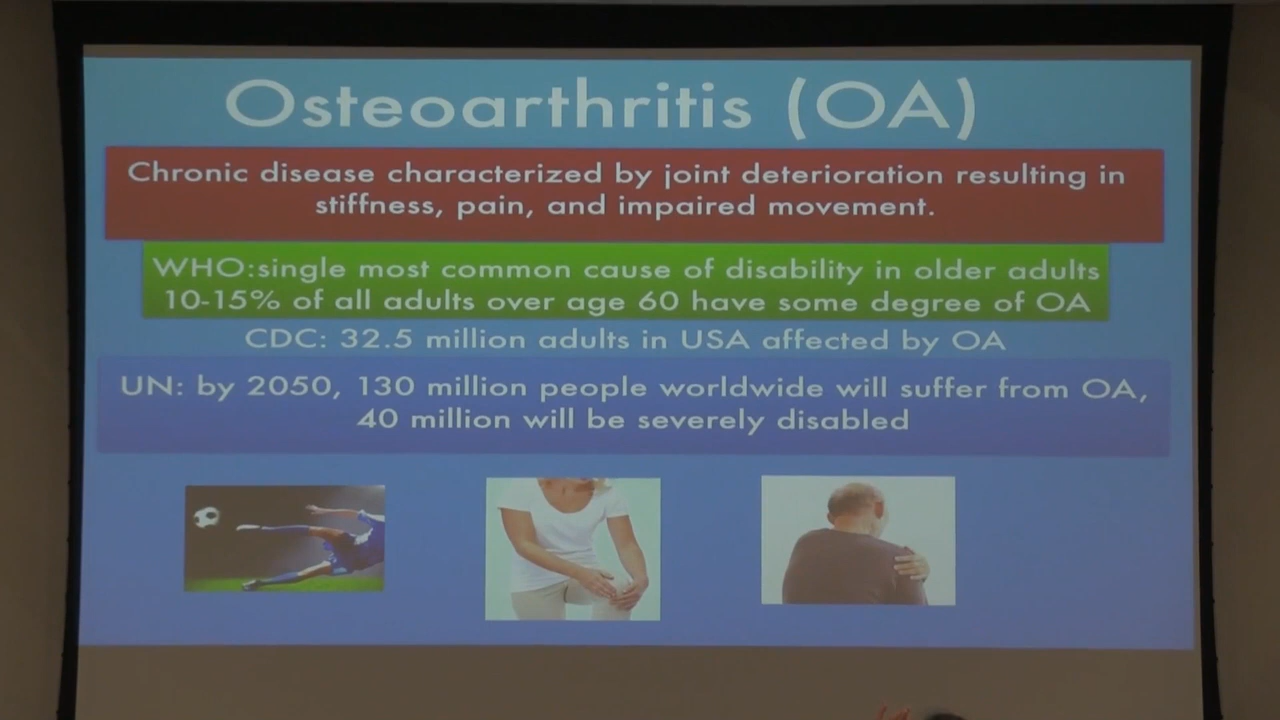 Osteoarthritis (OA)
Chronic disease characterized by joint deterioration resulting in
stiffness, pain, and impaired movement.
WHO:single most common cause of disability in older adults
10-15% of all adults over age 60 have some degree of OA
CDC: 32.5 million adults in USA affected by OA
UN: by 2050, 130 million people worldwide will suffer from OA,
40 million will be severely disabled